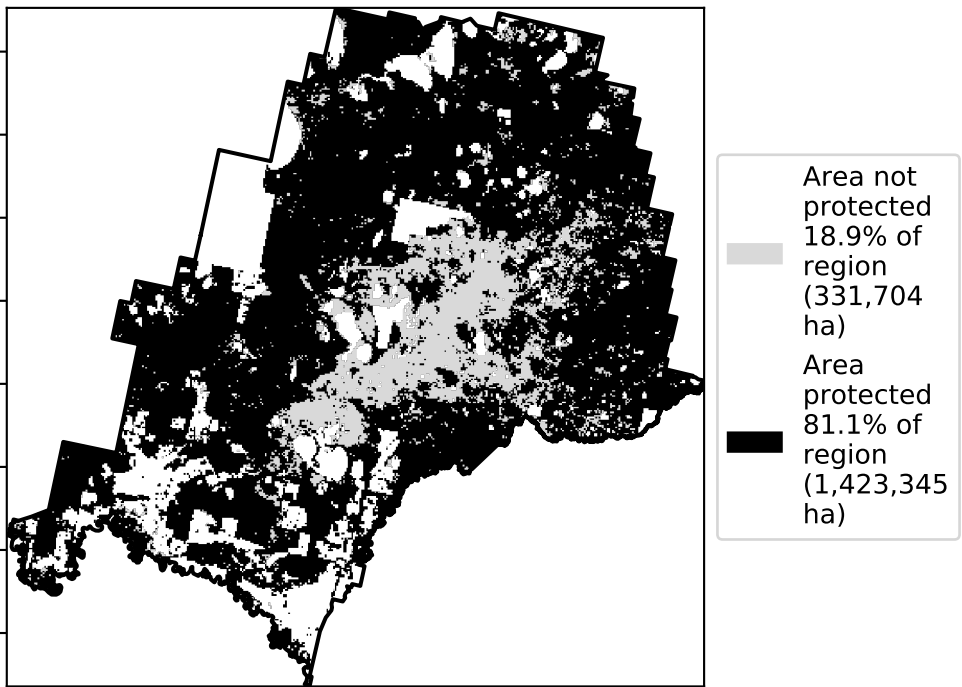 Area not
protected
18.9% of
region
(331,704
ha)
Area
protected
81.1% of
region
(1,423,345
ha)